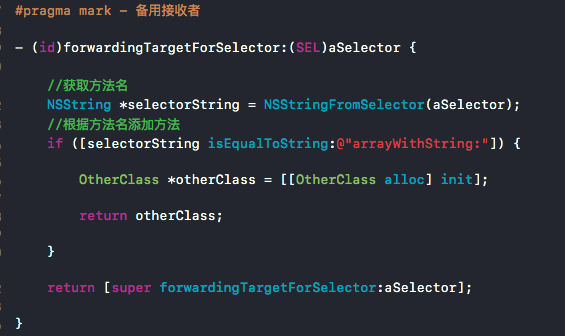 #pragma mark - 备用接收者
- (id)forwardingTargetForSelector:(SEL)aSelector {
//获取方法名
NSString *selectorString = NSStringFromSelector(aSelector);
//根据方法名添加方法
if ([selectorString isEqualToString:@"arrayWithString:"]) {
OtherClass *otherClass = [[OtherClass alloc] init];
return otherClass;
}
return [super forwardingTargetForSelector:aSelector];
}